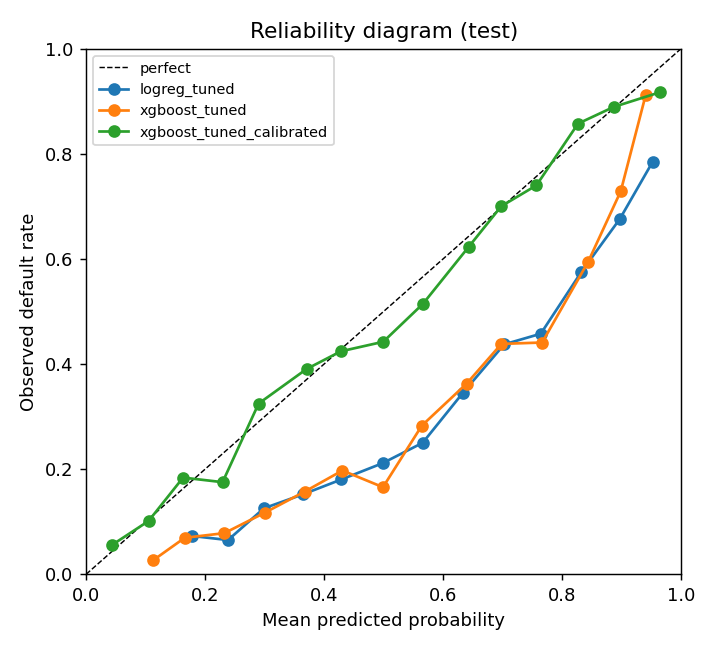 Reliability diagram (test)
perfect
logreg_tuned
xgboost_tuned
xgboost_tuned_calibrated
Observed default rate
1.0
0.8
0.6
0.4
0.2
0.0
0.0 0.2 0.4 0.6 0.8 1.0
Mean predicted probability